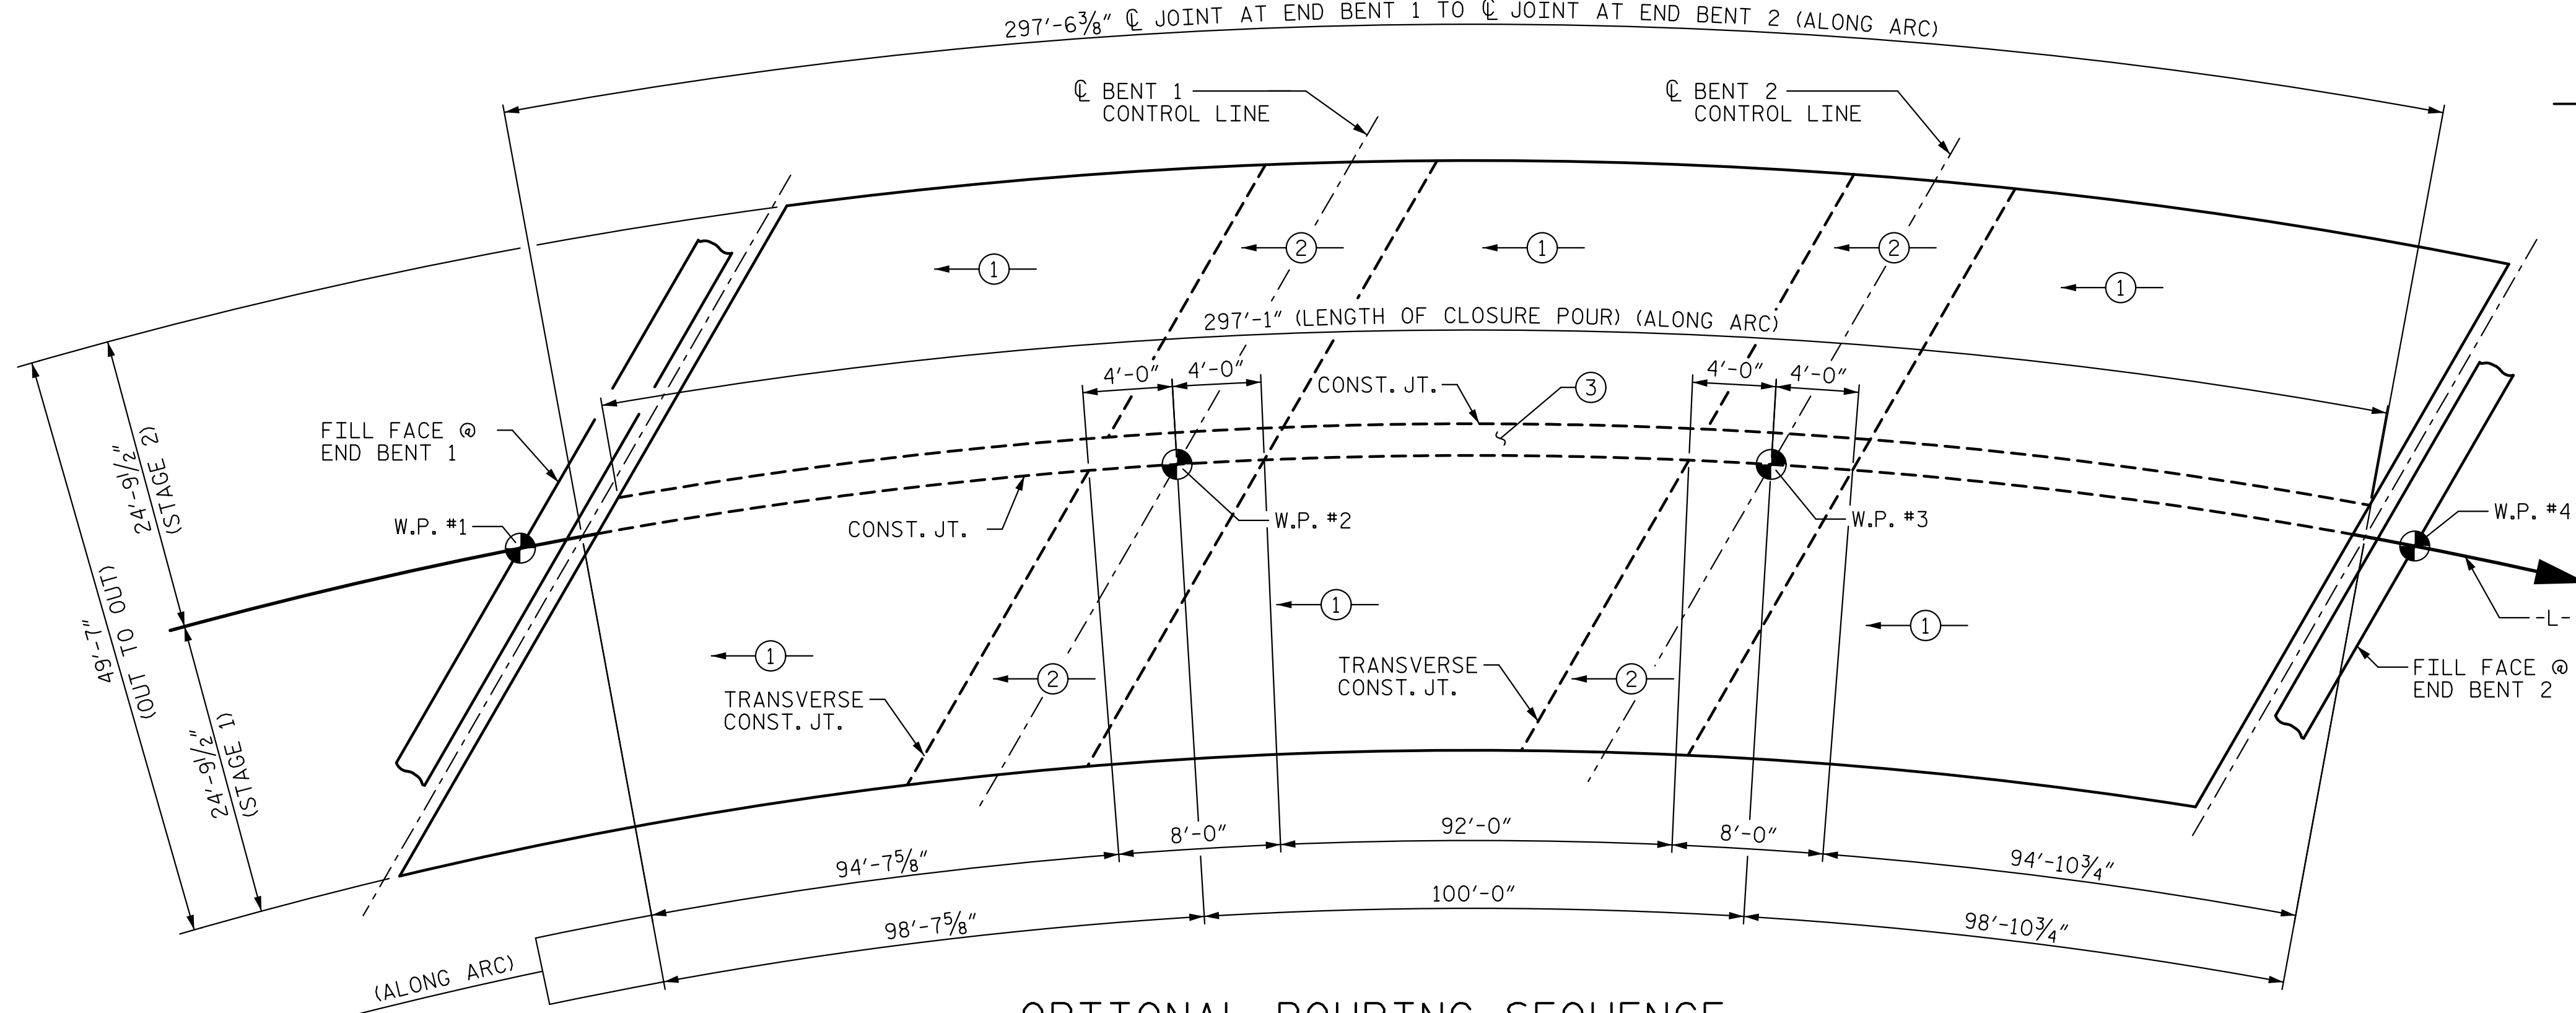 297'-6⅜" ℄ JOINT AT END BENT 1 TO ℄ JOINT AT END BENT 2 (ALONG ARC)
℄ BENT 1
CONTROL LINE
℄ BENT 2
CONTROL LINE
2
1
2
1
1
297'-1" (LENGTH OF CLOSURE POUR) (ALONG ARC)
4'-0"
4'-0"
4'-0"
4'-0"
CONST. JT.
3
FILL FACE @
END BENT 1
24'-9½"
(STAGE 2)
W.P. #1
CONST. JT.
W.P. #2
W.P. #3
W.P. #4
49'-7"
(OUT TO OUT)
1
1
-L-
1
2
2
TRANSVERSE
CONST. JT.
TRANSVERSE
CONST. JT.
FILL FACE @
END BENT 2
24'-9½"
(STAGE 1)
94'-7⅝"
8'-0"
92'-0"
8'-0"
94'-10¾"
98'-7⅝"
100'-0"
98'-10¾"
(ALONG ARC)
OPTIONAL POURING SEQUENCE